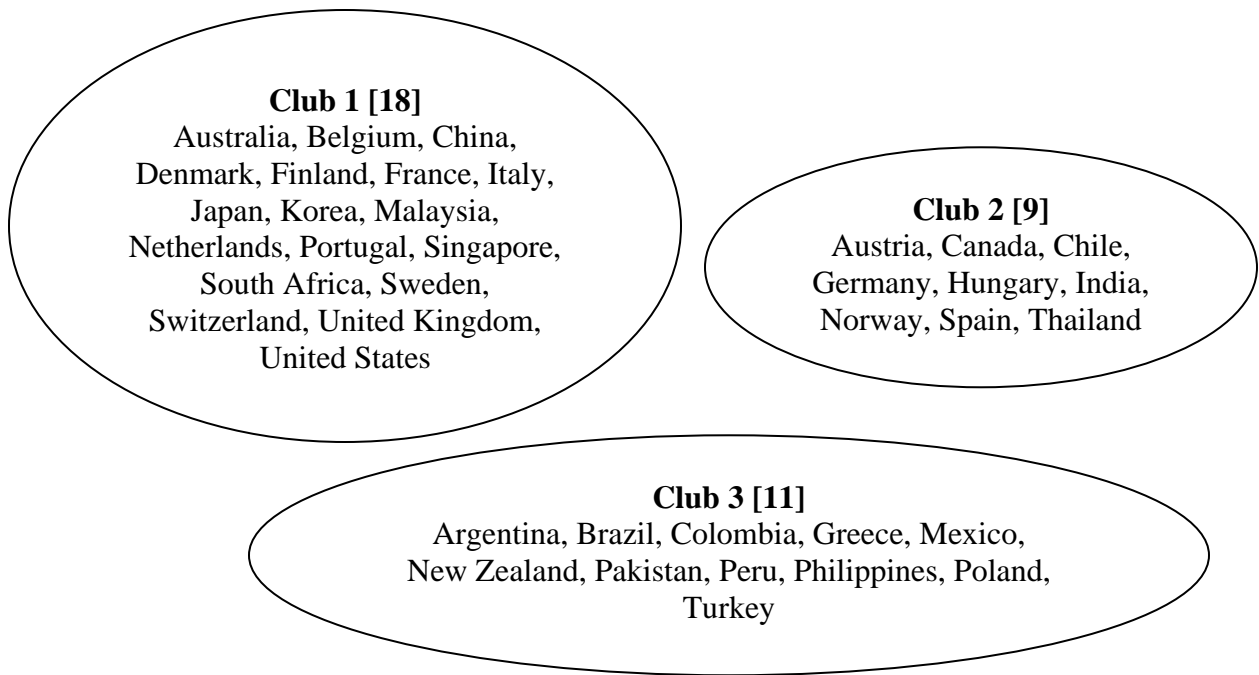 Club 1 [18]
Australia, Belgium, China,
Denmark, Finland, France, Italy,
Japan, Korea, Malaysia,
Netherlands, Portugal, Singapore,
South Africa, Sweden,
Switzerland, United Kingdom,
United States
Club 2 [9]
Austria, Canada, Chile,
Germany, Hungary, India,
Norway, Spain, Thailand
Club 3 [11]
Argentina, Brazil, Colombia, Greece, Mexico,
New Zealand, Pakistan, Peru, Philippines, Poland,
Turkey